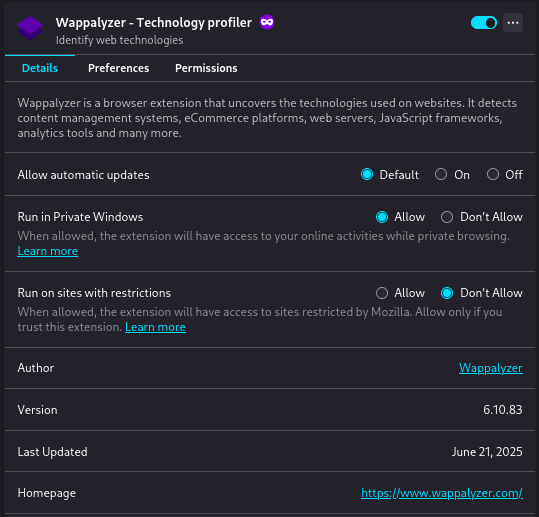 Wappalyzer - Technology profiler
Identify web technologies
Details Preferences Permissions
Wappalyzer is a browser extension that uncovers the technologies used on websites. It detects
content management systems, eCommerce platforms, web servers, JavaScript frameworks,
analytics tools and many more.
Allow automatic updates Default On Off
Run in Private Windows Allow Don't Allow
When allowed, the extension will have access to your online activities while private browsing.
Learn more
Run on sites with restrictions Allow Don't Allow
When allowed, the extension will have access to sites restricted by Mozilla. Allow only if you
trust this extension. Learn more
Author Wappalyzer
Version 6.10.83
Last Updated June 21, 2025
Homepage https://www.wappalyzer.com/